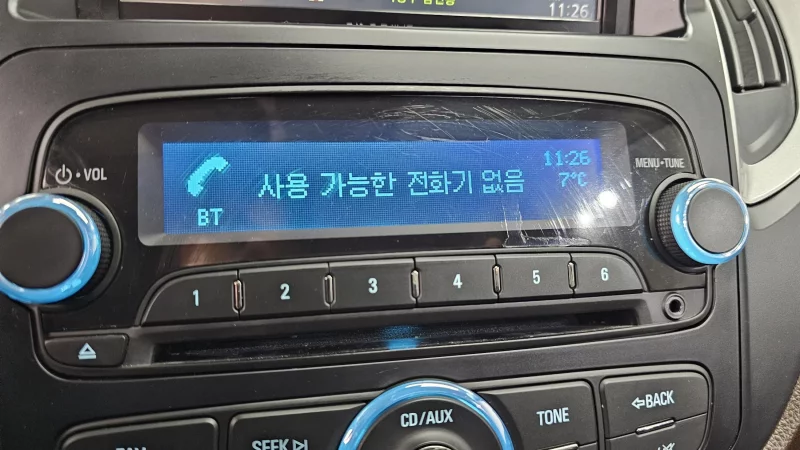 11:26
11:26
사용 가능한 전화기 없음
7°C
BT
VOL
MENU•TUNE
1
2
3
4
5
6
CD/AUX
TONE
BACK
SEEK